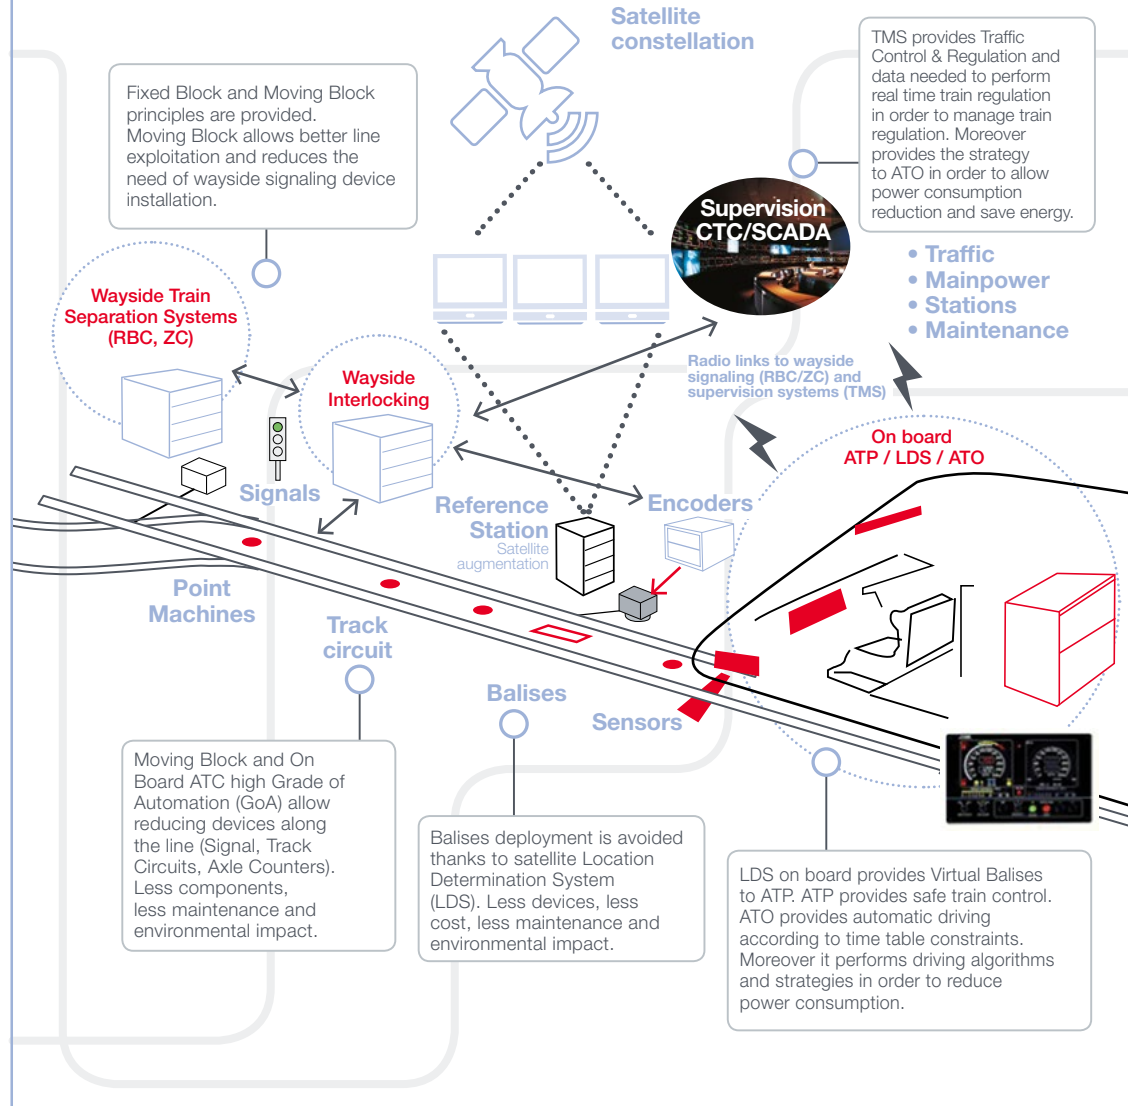 Satellite
constellation
TMS provides Traffic
Control & Regulation and
data needed to perform
real time train regulation
in order to manage train
regulation. Moreover
provides the strategy
to ATO in order to allow
power consumption
reduction and save energy.
Fixed Block and Moving Block
principles are provided.
Moving Block allows better line
exploitation and reduces the
need of wayside signaling device
installation.
Supervision
CTC/SCADA
• Traffic
• Mainpower
• Stations
• Maintenance
Wayside Train
Separation Systems
(RBC, ZC)
Wayside
Interlocking
Radio links to wayside
signaling (RBC/ZC) and
supervision systems (TMS)
On board
ATP / LDS / ATO
Signals
Reference
Station
Satellite
augmentation
Encoders
Point
Machines
Track
circuit
Balises
Sensors
Moving Block and On
Board ATC high Grade of
Automation (GoA) allow
reducing devices along
the line (Signal, Track
Circuits, Axle Counters).
Less components,
less maintenance and
environmental impact.
Balises deployment is avoided
thanks to satellite Location
Determination System
(LDS). Less devices, less
cost, less maintenance and
environmental impact.
LDS on board provides Virtual Balises
to ATP. ATP provides safe train control.
ATO provides automatic driving
according to time table constraints.
Moreover it performs driving algorithms
and strategies in order to reduce
power consumption.